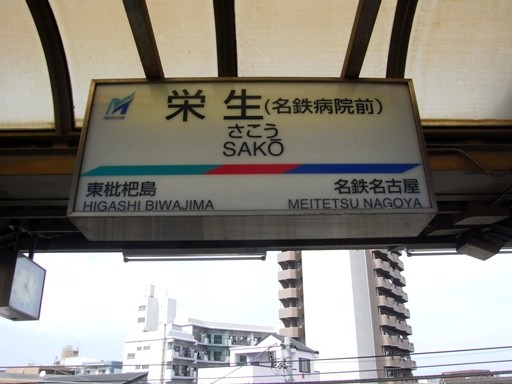 栄生(名鉄病院前)
さこう
SAKŌ
東枇杷島 名鉄名古屋
HIGASHI BIWAJIMA MEITETSU NAGOYA